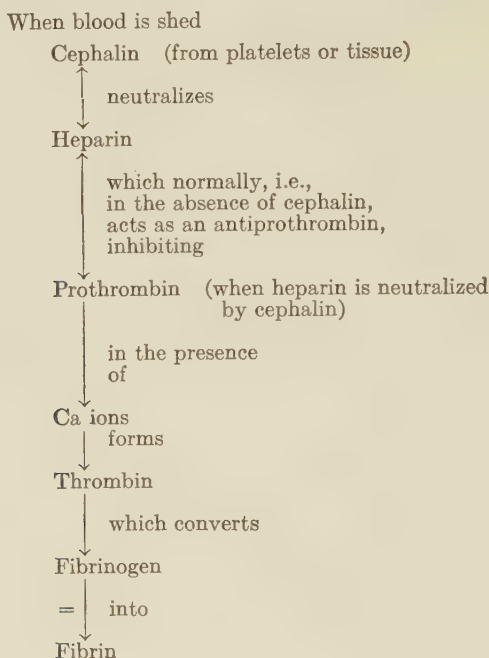 When blood is shed
Cephalin (from platelets or tissue)
neutralizes
Heparin
which normally, i.e.,
in the absence of cephalin,
acts as an antiprothrombin,
inhibiting
Prothrombin (when heparin is neutralized
by cephalin)
in the presence
of
Ca ions
forms
Thrombin
which converts
Fibrinogen
= into
Fibrin